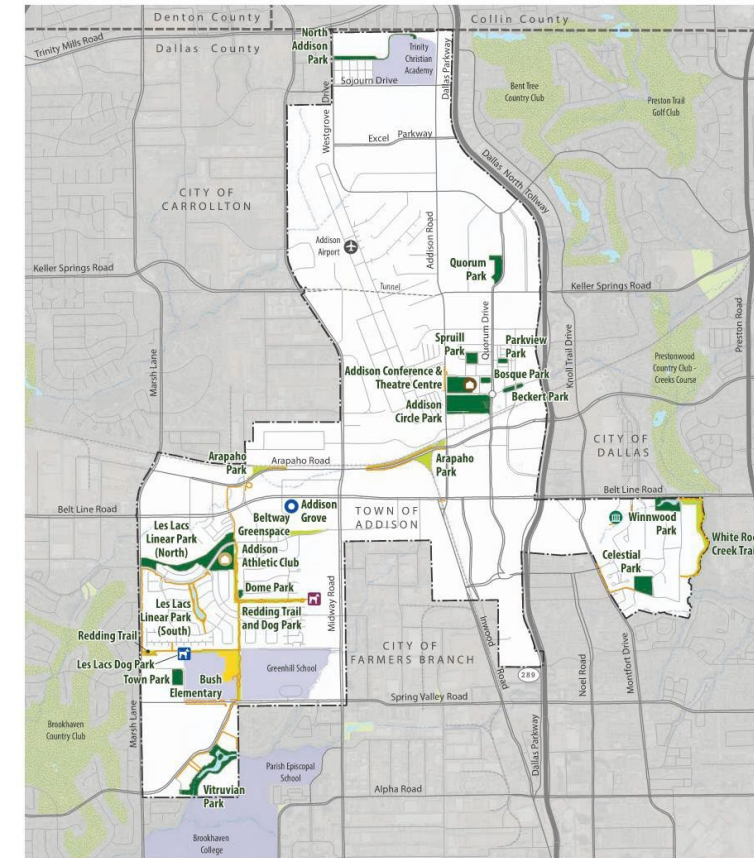 Denton County
Collin County
Dallas County
Trinity Mills Road
North
Addison
Park
Trinity
Christian
Academy
Sojourn Drive
Dallas Parkway
Westgrove Drive
Bent Tree
Country Club
Preston Trail
Golf Club
Excel Parkway
Dallas North Tollway
CITY OF
CARROLLTON
Addison
Airport
Addison Road
Quorum
Park
Keller Springs Road
Tunnel
Keller Springs Road
Quorum Drive
Knoll Trail Drive
Preston Road
Marsh Lane
Spruill
Park
Parkview
Park
Addison Conference &
Theatre Centre
Bosque Park
Prestonwood
Country Club -
Creeks Course
Addison
Circle Park
Beckert Park
CITY OF
DALLAS
Arapaho
Park
Arapaho Road
Arapaho
Park
Belt Line Road
Belt Line Road
Addison
Grove
TOWN OF
ADDISON
Les Lacs
Linear Park
(North)
Beltway
Greenspace
Winnwood
Park
White Ro
Creek Trai
Addison
Athletic Club
Celestial
Park
Dome Park
Les Lacs
Linear Park
(South)
Redding Trail
and Dog Park
Midway Road
Inwood Road
Redding Trail
CITY OF
FARMERS BRANCH
Les Lacs Dog Park
Greenhill School
Town Park
Bush
Elementary
289
Noel Road
Montfort Drive
Spring Valley Road
Marsh Lane
Brookhaven
Country Club
Dallas Parkway
Parish Episcopal
School
Vitruvian
Park
Alpha Road
Brookhaven
College